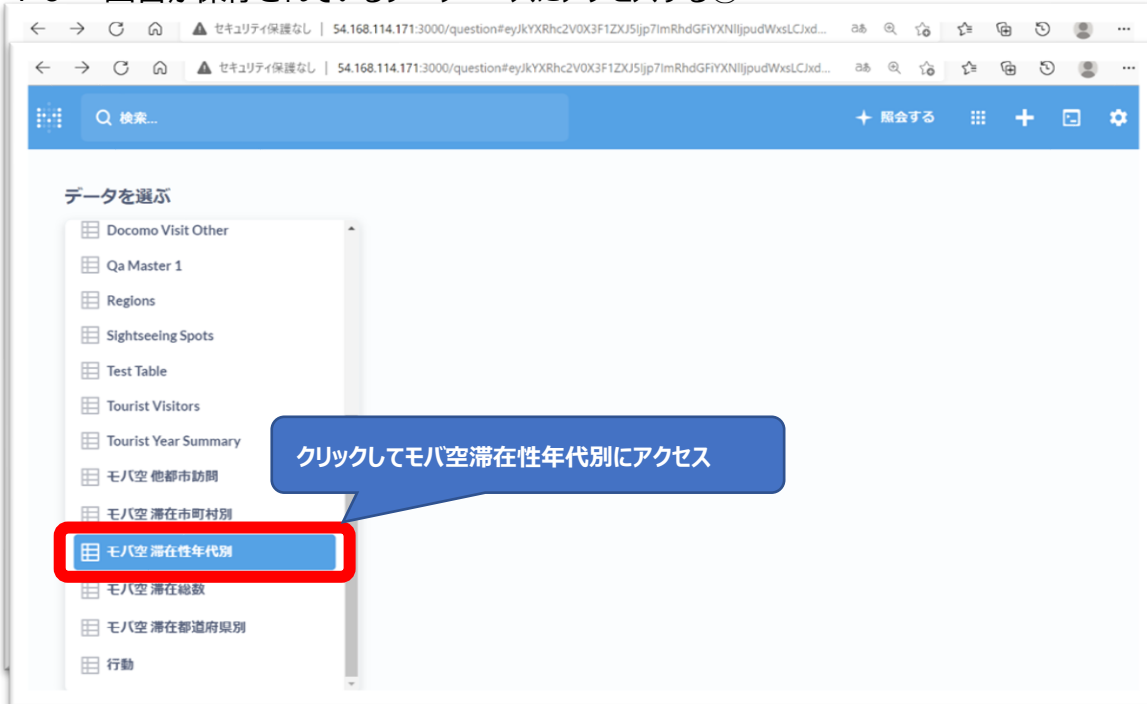 セキュリティ保護なし | 54.168.114.171:3000/question#eyJkYXRhc2V0X3F1ZXJ5Ijp7ImRhdGFiYXNlIjpudWxsLCJxd...
セキュリティ保護なし | 54.168.114.171:3000/question#eyJkYXRhc2V0X3F1ZXJ5Ijp7ImRhdGFiYXNlIjpudWxsLCJxd...
検索...
照会する
データを選ぶ
Docomo Visit Other
Qa Master 1
Regions
Sightseeing Spots
Test Table
Tourist Visitors
Tourist Year Summary
クリックしてモバ空滞在性年代別にアクセス
モバ空 他都市訪問
モバ空 滞在市町村別
モバ空 滞在性年代別
モバ空 滞在総数
モバ空 滞在都道府県別
行動